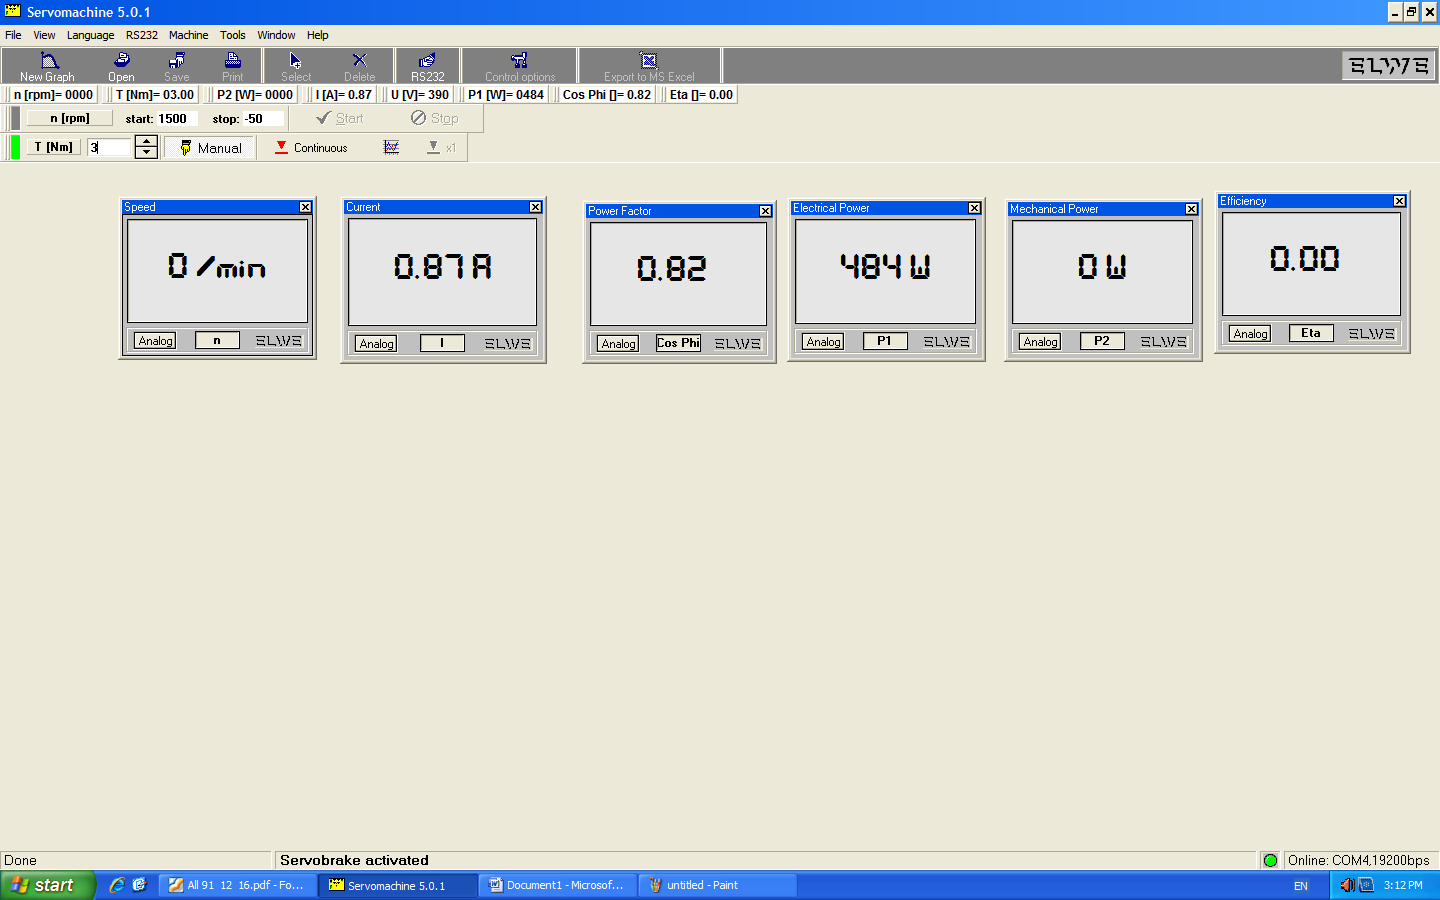 Servomachine 5.0.1
File View Language RS232 Machine Tools Window Help
New Graph Open Save Print Select Delete RS232 Control options Export to MS Excel ELWE
n [rpm]= 0000 T [Nm]= 03.00 P2 [W]= 0000 I [A]= 0.87 U [V]= 390 P1 [W]= 0484 Cos Phi []= 0.82 Eta []= 0.00
n [rpm] start: 1500 stop: -50 Start Stop
T [Nm] 3 Manual Continuous x1
Speed
0 /min
Analog n ELWE
Current
0.87 A
Analog I ELWE
Power Factor
0.82
Analog Cos Phi ELWE
Electrical Power
484 W
Analog P1 ELWE
Mechanical Power
0 W
Analog P2 ELWE
Efficiency
0.00
Analog Eta ELWE
Done Servobrake activated Online: COM4,19200bps
start All 91 12 16.pdf - Fo... Servomachine 5.0.1 Document1 - Microsof... untitled - Paint EN 3:12 PM